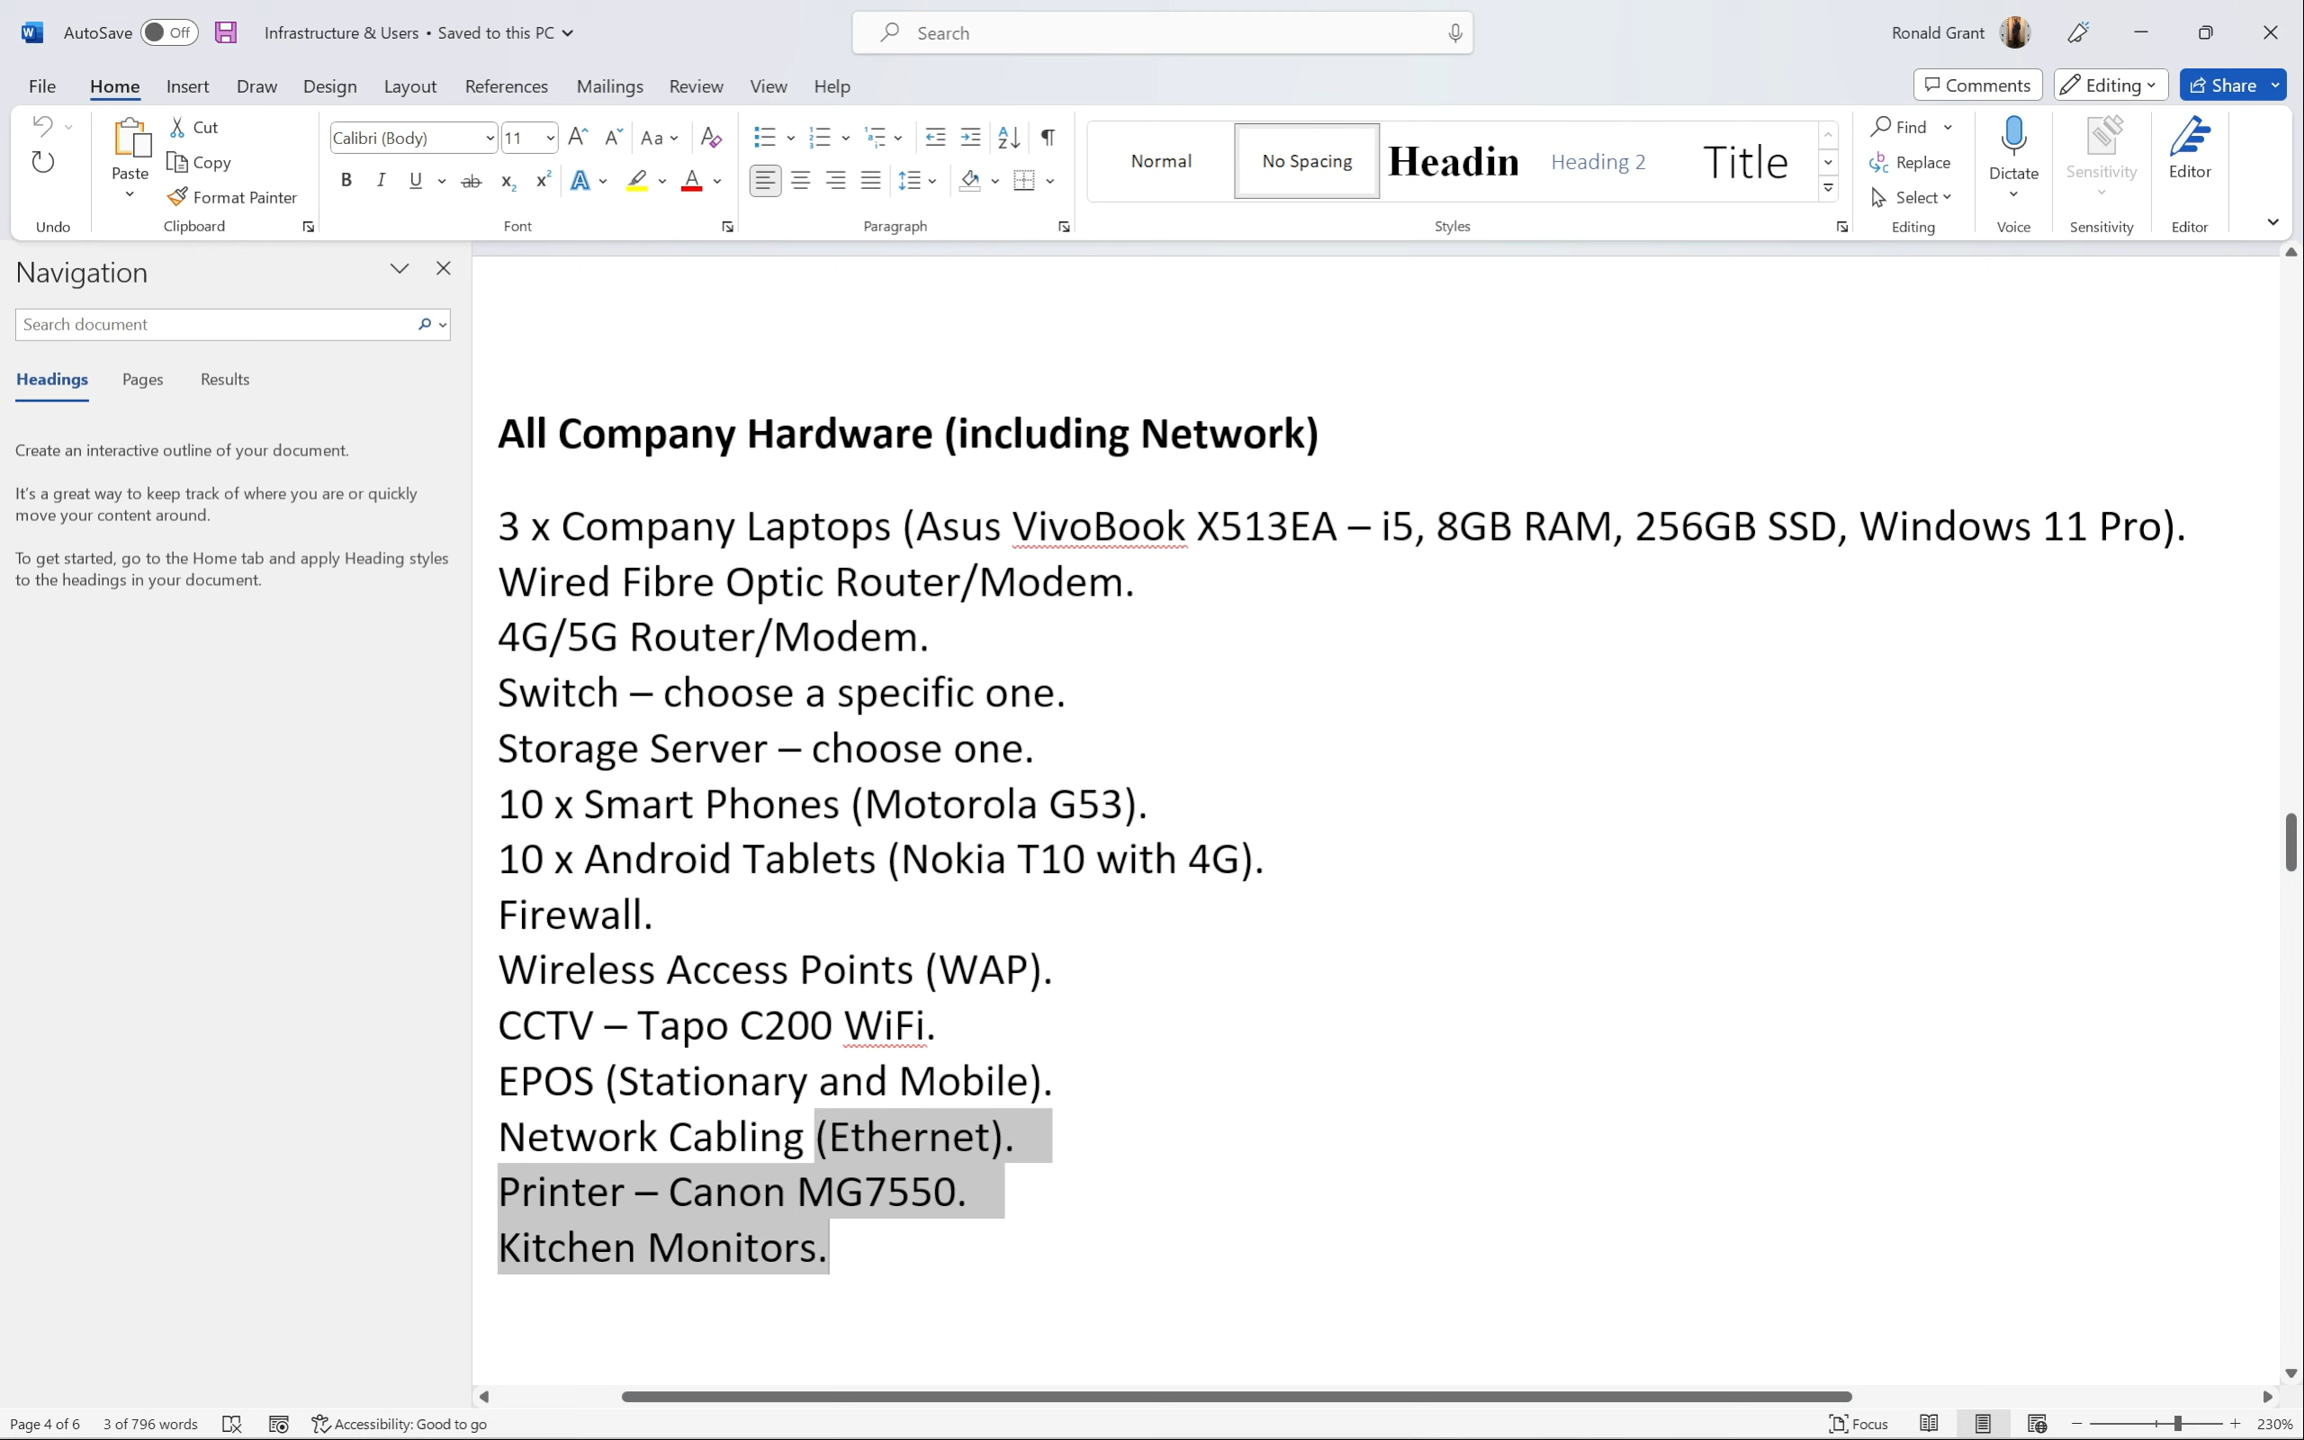 AutoSave Off Infrastructure & Users • Saved to this PC Search Ronald Grant
File Home Insert Draw Design Layout References Mailings Review View Help Comments Editing Share
Paste
Cut
Copy
Format Painter
Calibri (Body) 11
Normal No Spacing Headin Heading 2 Title
Find
Replace
Select
Dictate
Sensitivity
Editor
Undo Clipboard Font Paragraph Styles Editing Voice Sensitivity Editor
Navigation
Search document
Headings Pages Results
Create an interactive outline of your document.
It's a great way to keep track of where you are or quickly
move your content around.
To get started, go to the Home tab and apply Heading styles
to the headings in your document.
All Company Hardware (including Network)
3 x Company Laptops (Asus VivoBook X513EA – i5, 8GB RAM, 256GB SSD, Windows 11 Pro).
Wired Fibre Optic Router/Modem.
4G/5G Router/Modem.
Switch – choose a specific one.
Storage Server – choose one.
10 x Smart Phones (Motorola G53).
10 x Android Tablets (Nokia T10 with 4G).
Firewall.
Wireless Access Points (WAP).
CCTV – Tapo C200 WiFi.
EPOS (Stationary and Mobile).
Network Cabling (Ethernet).
Printer – Canon MG7550.
Kitchen Monitors.
Page 4 of 6 3 of 796 words Accessibility: Good to go Focus 230%